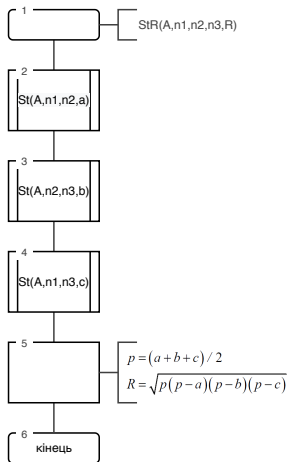 1
StR(A,n1,n2,n3,R)
2
St(A,n1,n2,a)
3
St(A,n2,n3,b)
4
St(A,n1,n3,c)
5
p = (a + b + c) / 2
R = √p(p − a)(p − b)(p − c)
6
кінець